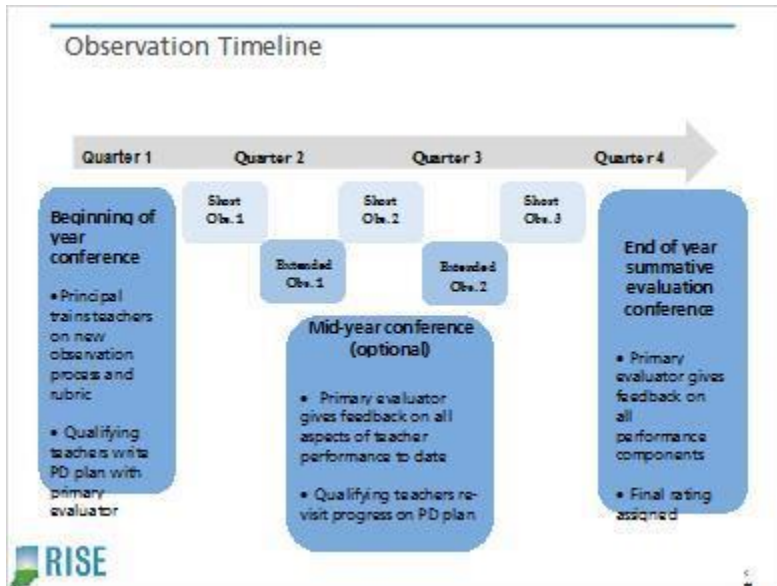 Observation Timeline
Quarter 1
Quarter 2
Quarter 3
Quarter 4
Beginning of
year
conference
•Principal
trains teachers
on new
observation
process and
rubric
• Qualifying
teachers write
PD plan with
primary
evaluator
Short
Obs. 1
Extended
Obs. 1
Short
Obs. 2
Extended
Obs. 2
Short
Obs. 3
Mid-year conference
(optional)
• Primary evaluator
gives feedback on all
aspects of teacher
performance to date
• Qualifying teachers re-
visit progress on PD plan
End of year
summative
evaluation
conference
• Primary
evaluator gives
feedback on
all
performance
components
• Final rating
assigned
RISE